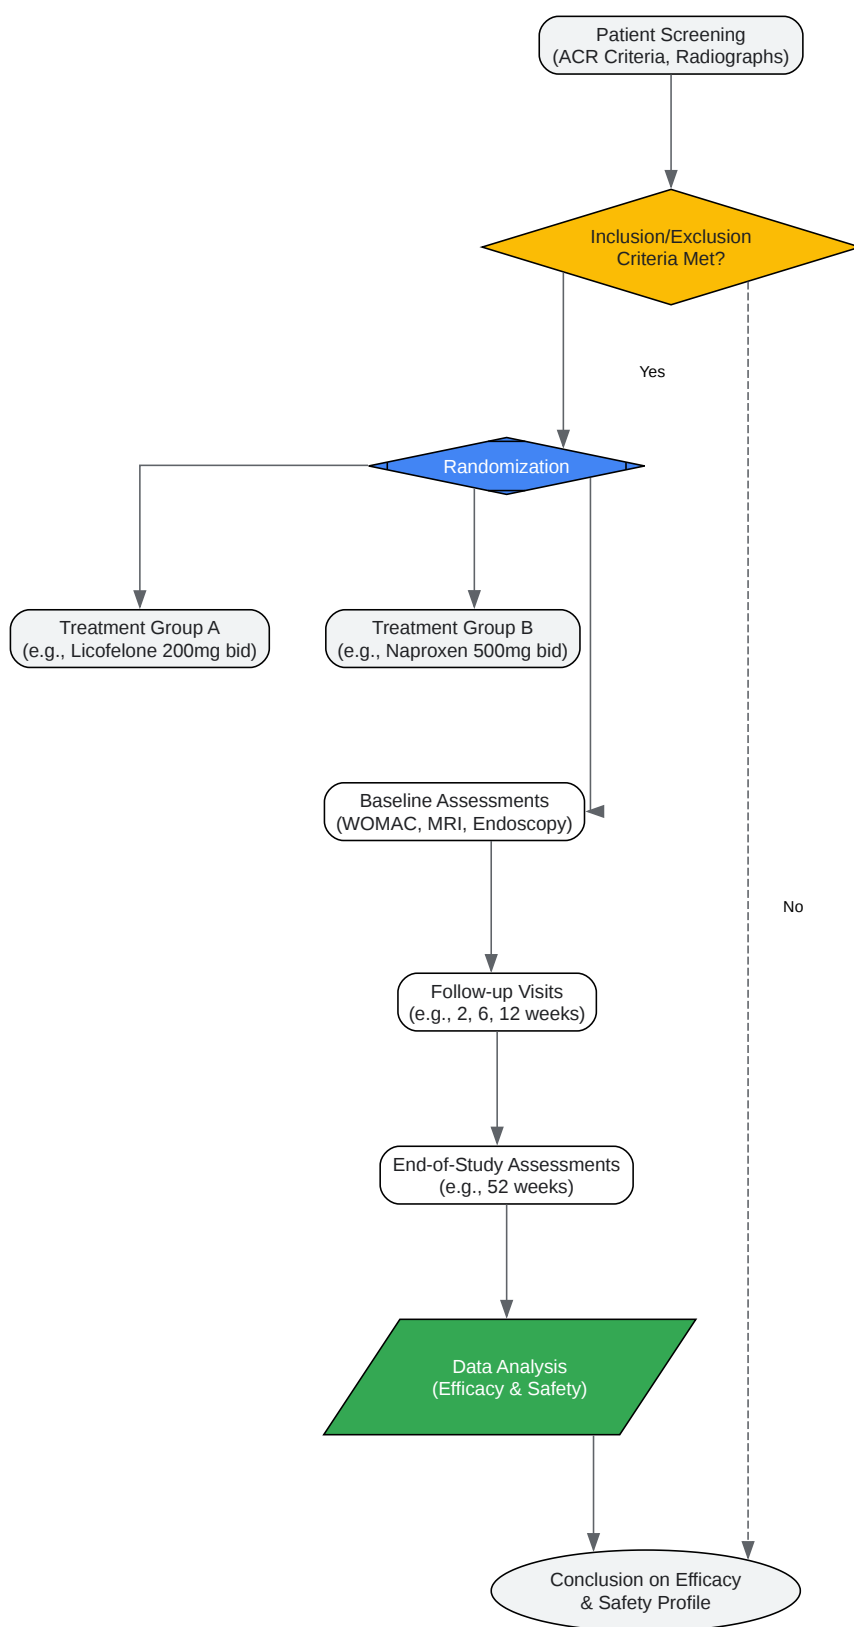 Patient Screening
(ACR Criteria, Radiographs)
Inclusion/Exclusion
Criteria Met?
Yes
Randomization
Treatment Group A
(e.g., Licofelone 200mg bid)
Treatment Group B
(e.g., Naproxen 500mg bid)
Baseline Assessments
(WOMAC, MRI, Endoscopy)
No
Follow-up Visits
(e.g., 2, 6, 12 weeks)
End-of-Study Assessments
(e.g., 52 weeks)
Data Analysis
(Efficacy & Safety)
Conclusion on Efficacy
& Safety Profile